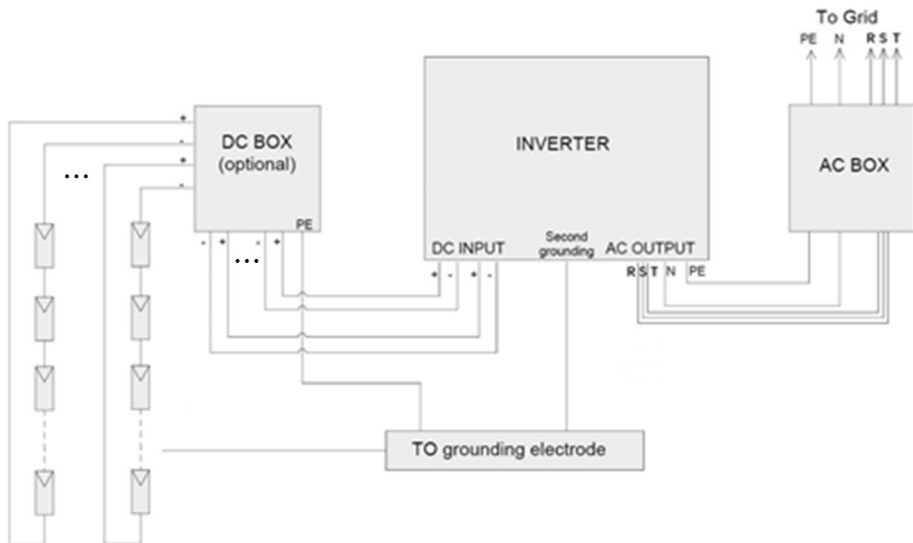 To Grid
PE N R S T
+
-
+
-
...
DC BOX
(optional)
PE
- + ... - +
INVERTER
DC INPUT
+ - + -
Second
grounding
AC OUTPUT
R S T N PE
AC BOX
TO grounding electrode